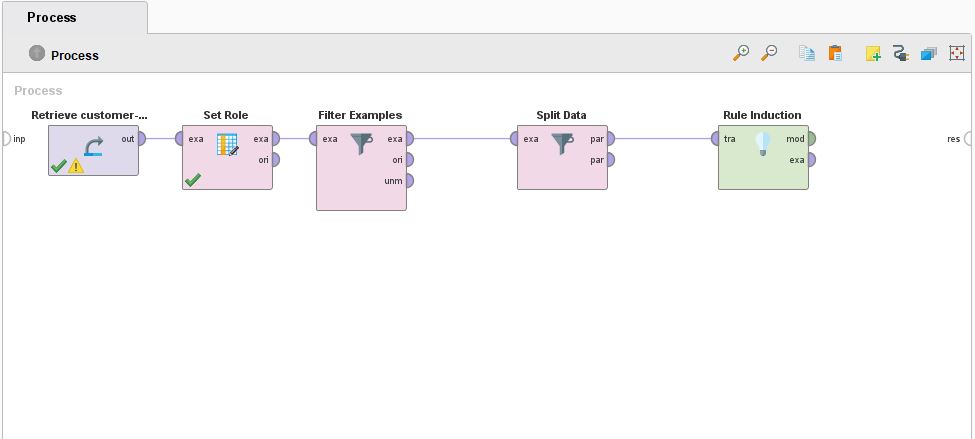 Process
Process
Process
Retrieve customer-... Set Role Filter Examples Split Data Rule Induction
inp out exa exa exa exa exa par tra mod res
ori ori par exa
unm